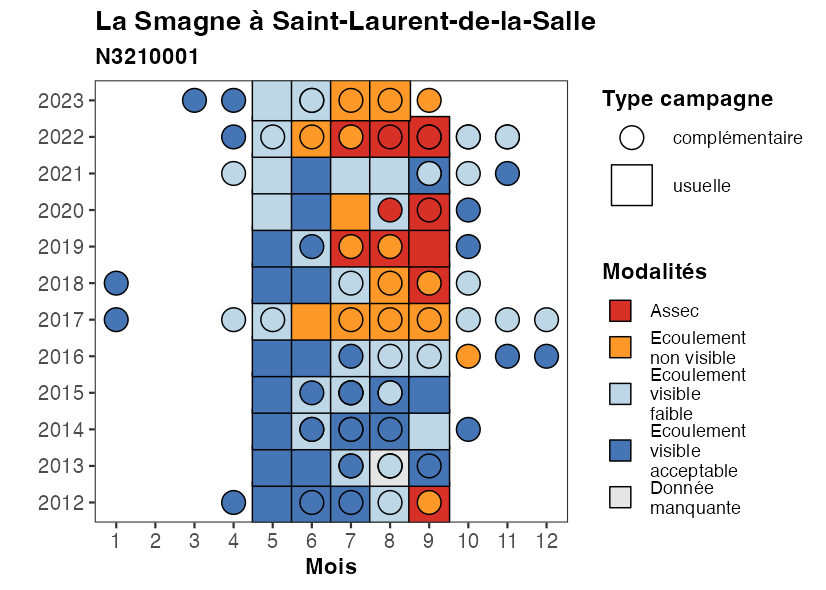 La Smagne à Saint-Laurent-de-la-Salle
N3210001
2023
2022
2021
2020
2019
2018
2017
2016
2015
2014
2013
2012
1 2 3 4 5 6 7 8 9 10 11 12
Mois
Type campagne
complémentaire
usuelle
Modalités
Assec
Ecoulement
non visible
Ecoulement
visible
faible
Ecoulement
visible
acceptable
Donnée
manquante